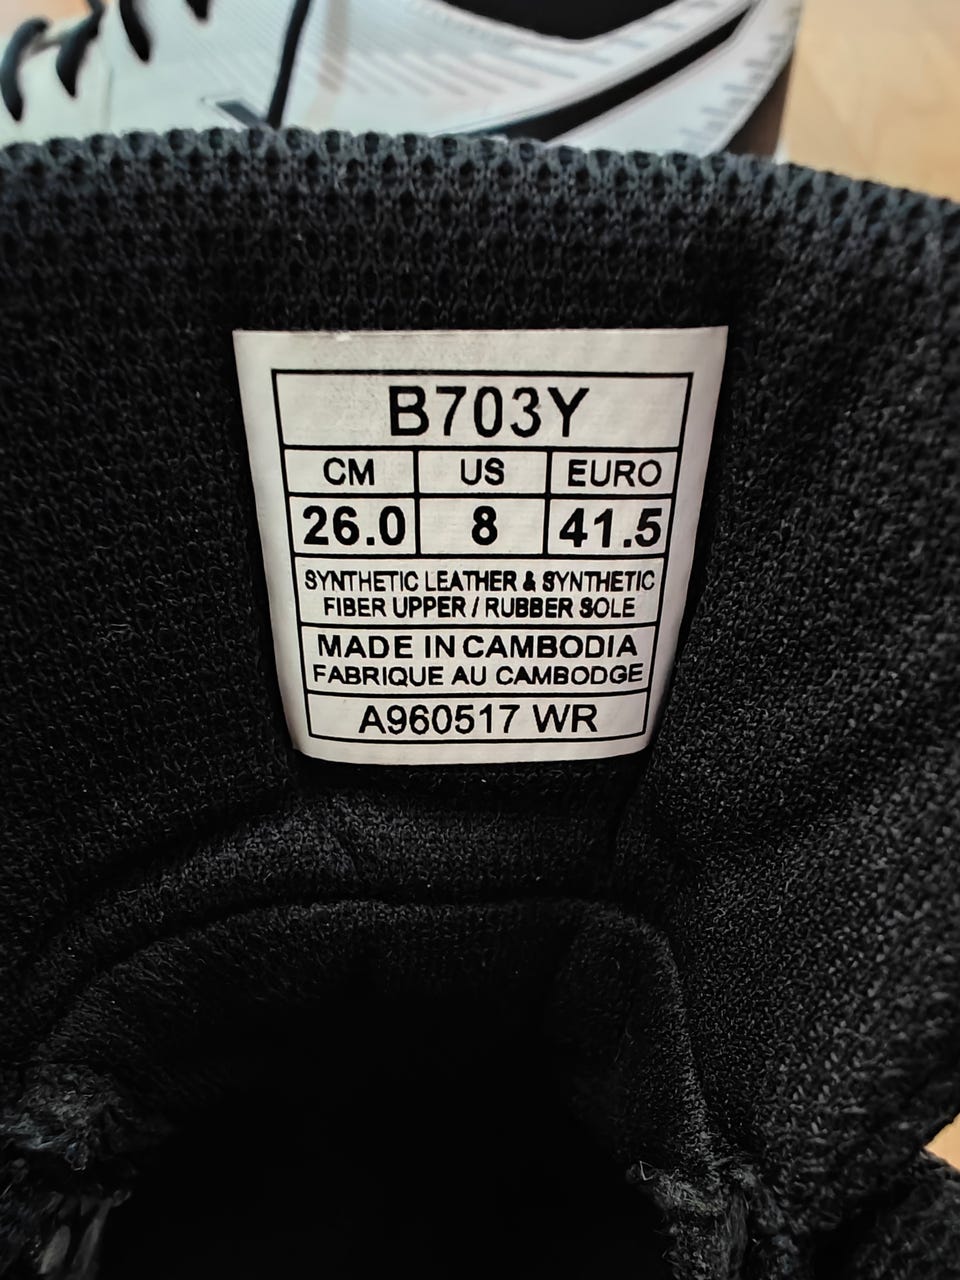 B703Y
CM US EURO
26.0 8 41.5
SYNTHETIC LEATHER & SYNTHETIC
FIBER UPPER / RUBBER SOLE
MADE IN CAMBODIA
FABRIQUE AU CAMBODGE
A960517 WR